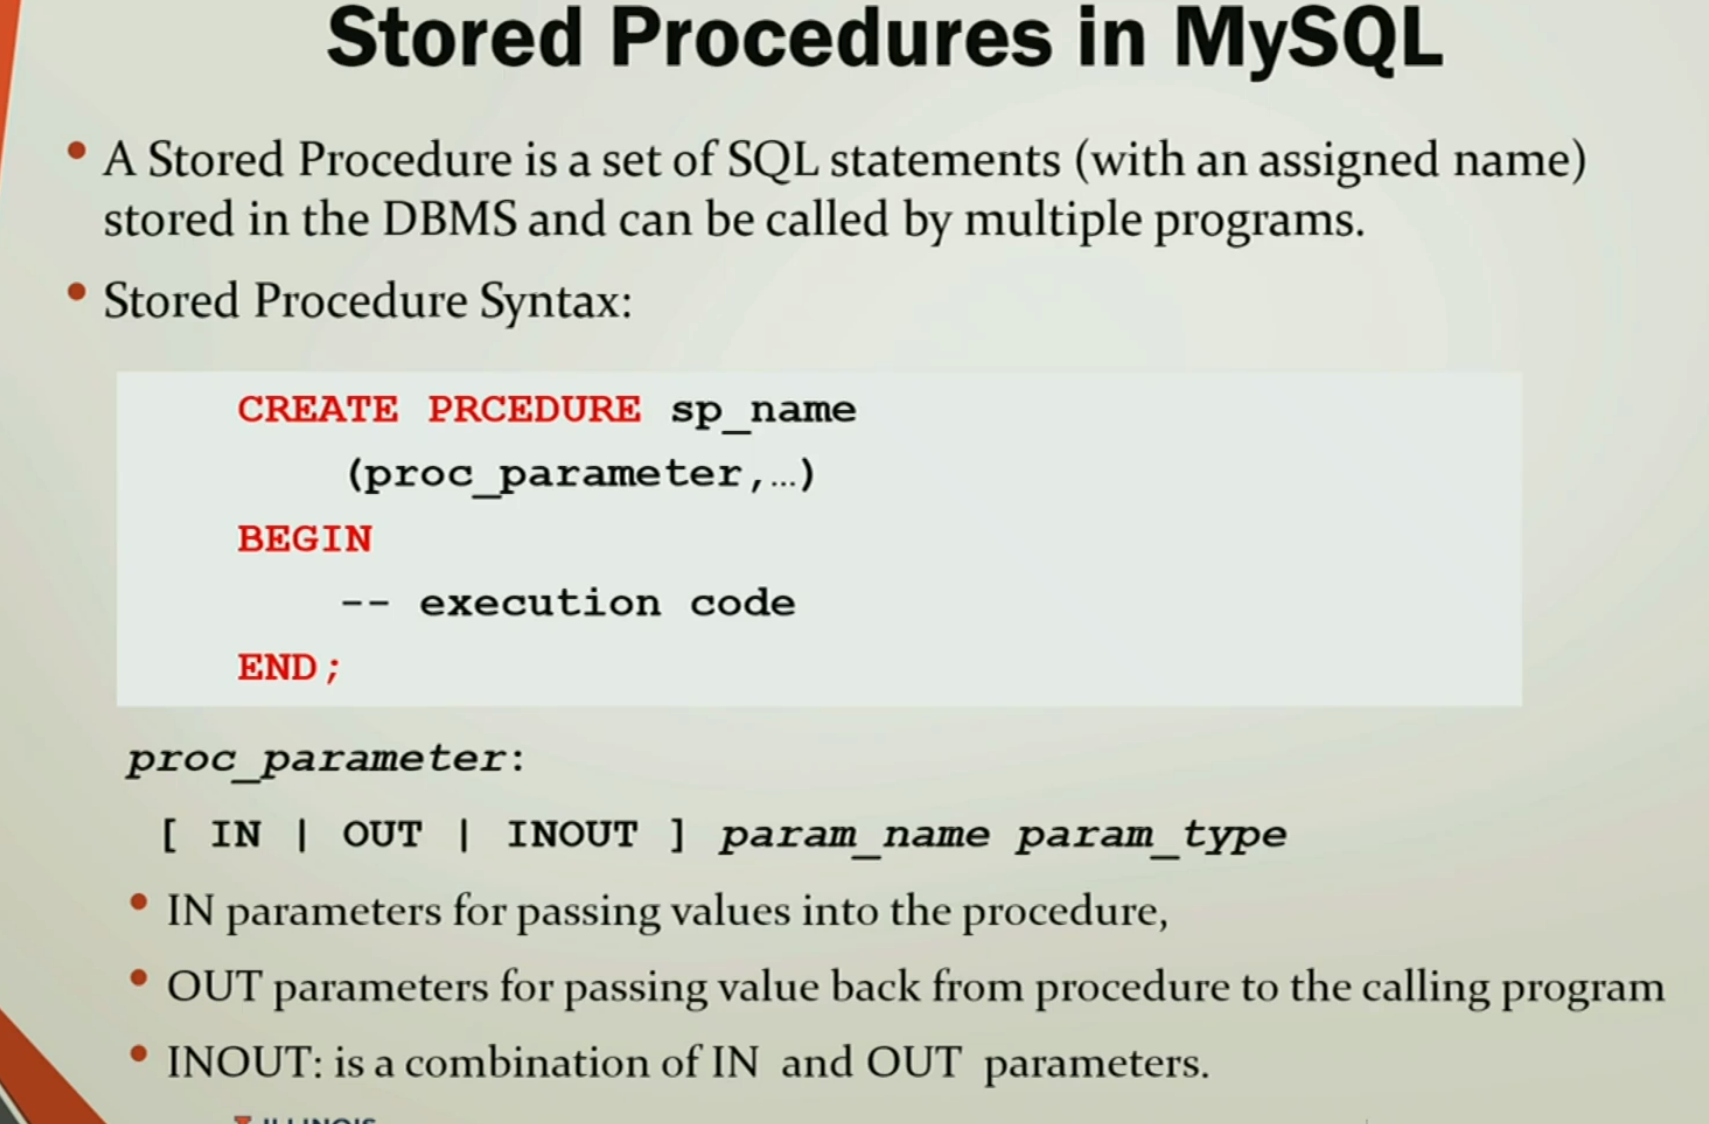 Stored Procedures in MySQL
• A Stored Procedure is a set of SQL statements (with an assigned name)
stored in the DBMS and can be called by multiple programs.
• Stored Procedure Syntax:
CREATE PRCEDURE sp_name
(proc_parameter,…)
BEGIN
-- execution code
END;
proc_parameter:
[ IN | OUT | INOUT ] param_name param_type
• IN parameters for passing values into the procedure,
• OUT parameters for passing value back from procedure to the calling program
• INOUT: is a combination of IN and OUT parameters.
ILLINOIS